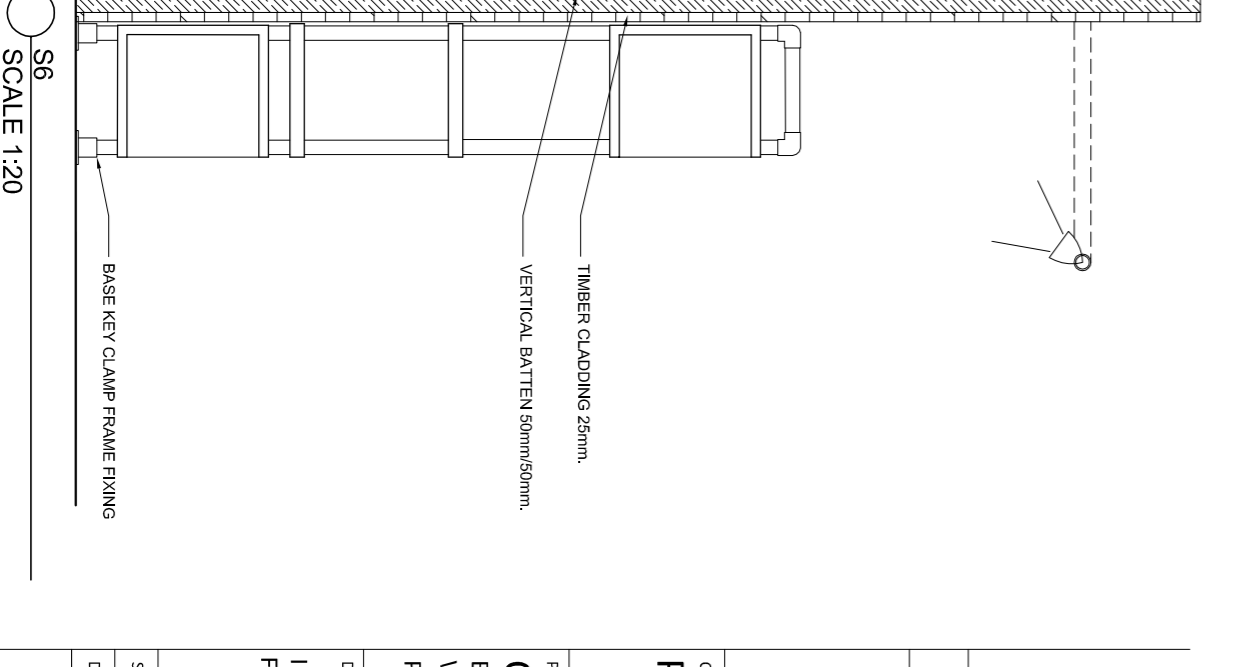 TIMBER CLADDING 25mm.
VERTICAL BATTEN 50mm/50mm.
BASE KEY CLAMP FRAME FIXING
S6
SCALE 1:20